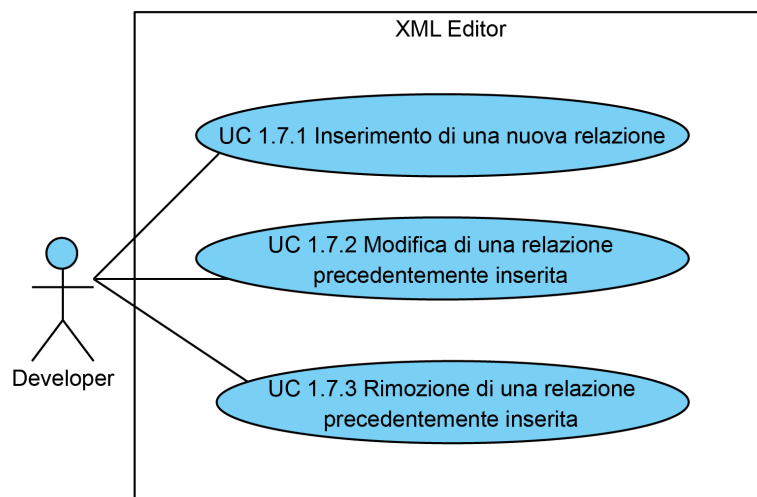 XML Editor
UC 1.7.1 Inserimento di una nuova relazione
UC 1.7.2 Modifica di una relazione
precedentemente inserita
Developer
UC 1.7.3 Rimozione di una relazione
precedentemente inserita